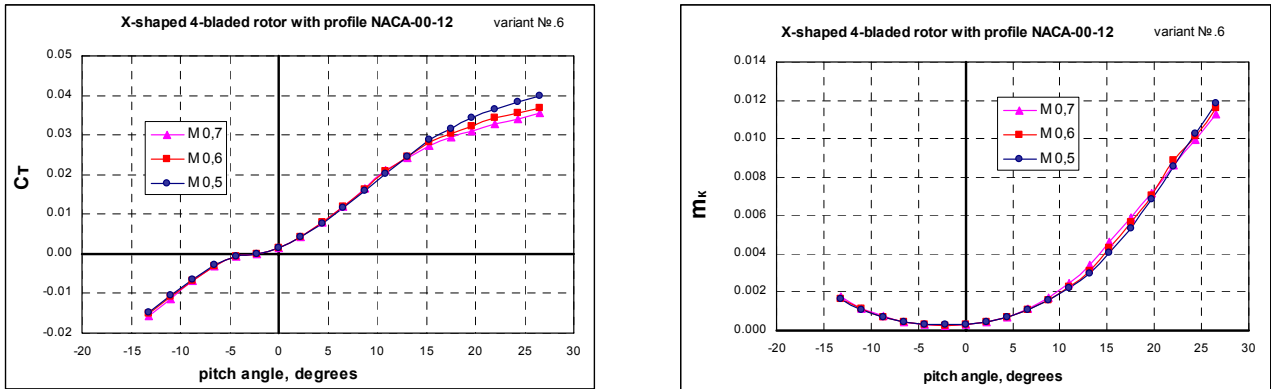 X-shaped 4-bladed rotor with profile NACA-00-12 variant №.6
0.05
0.04
0.03
0.02
0.01
0.00
-0.01
-0.02
Cт
M 0,7
M 0,6
M 0,5
-20 -15 -10 -5 0 5 10 15 20 25 30
pitch angle, degrees
X-shaped 4-bladed rotor with profile NACA-00-12 variant №.6
0.014
0.012
0.010
0.008
0.006
0.004
0.002
0.000
mк
M 0,7
M 0,6
M 0,5
-20 -15 -10 -5 0 5 10 15 20 25 30
pitch angle, degrees